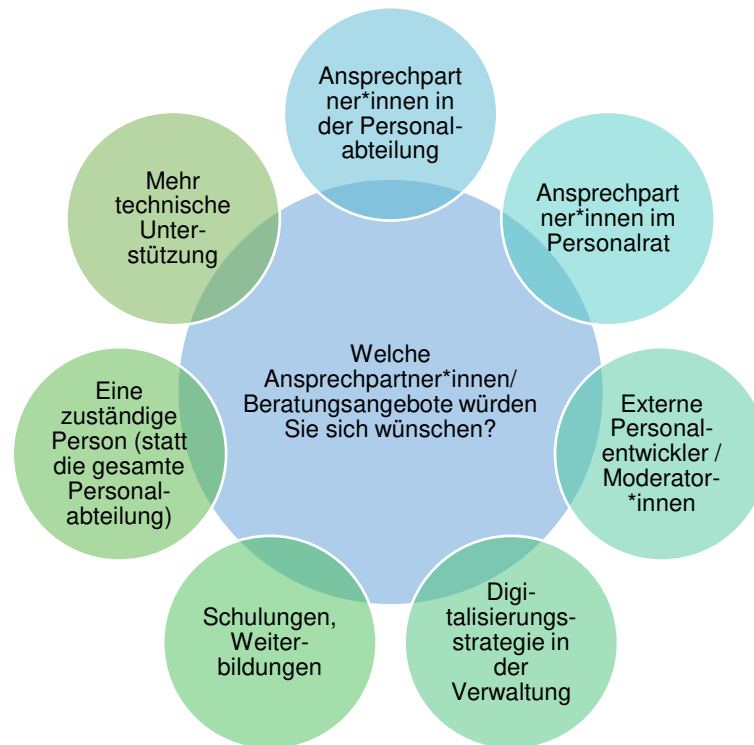 Ansprechpart
ner*innen in
der Personal-
abteilung
Ansprechpart
ner*innen im
Personalrat
Externe
Personal-
entwickler /
Moderator-
*innen
Digi-
talisierungs-
strategie in
der
Verwaltung
Schulungen,
Weiter-
bildungen
Eine
zuständige
Person (statt
die gesamte
Personal-
abteilung)
Mehr
technische
Unter-
stützung
Welche
Ansprechpartner*innen/
Beratungsangebote würden
Sie sich wünschen?